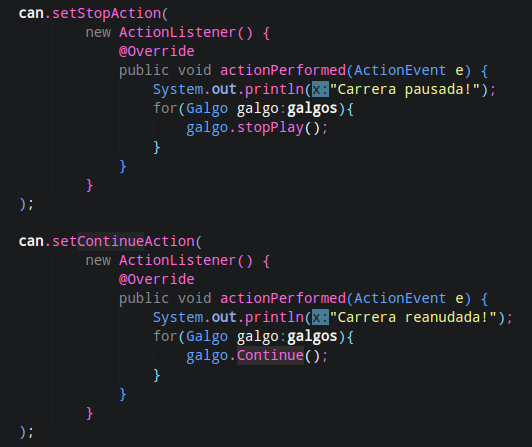 can.setStopAction(
new ActionListener() {
@Override
public void actionPerformed(ActionEvent e) {
System.out.println(x:"Carrera pausada!");
for(Galgo galgo:galgos){
galgo.stopPlay();
}
}
}
);
can.setContinueAction(
new ActionListener() {
@Override
public void actionPerformed(ActionEvent e) {
System.out.println(x:"Carrera reanudada!");
for(Galgo galgo:galgos){
galgo.Continue();
}
}
}
);